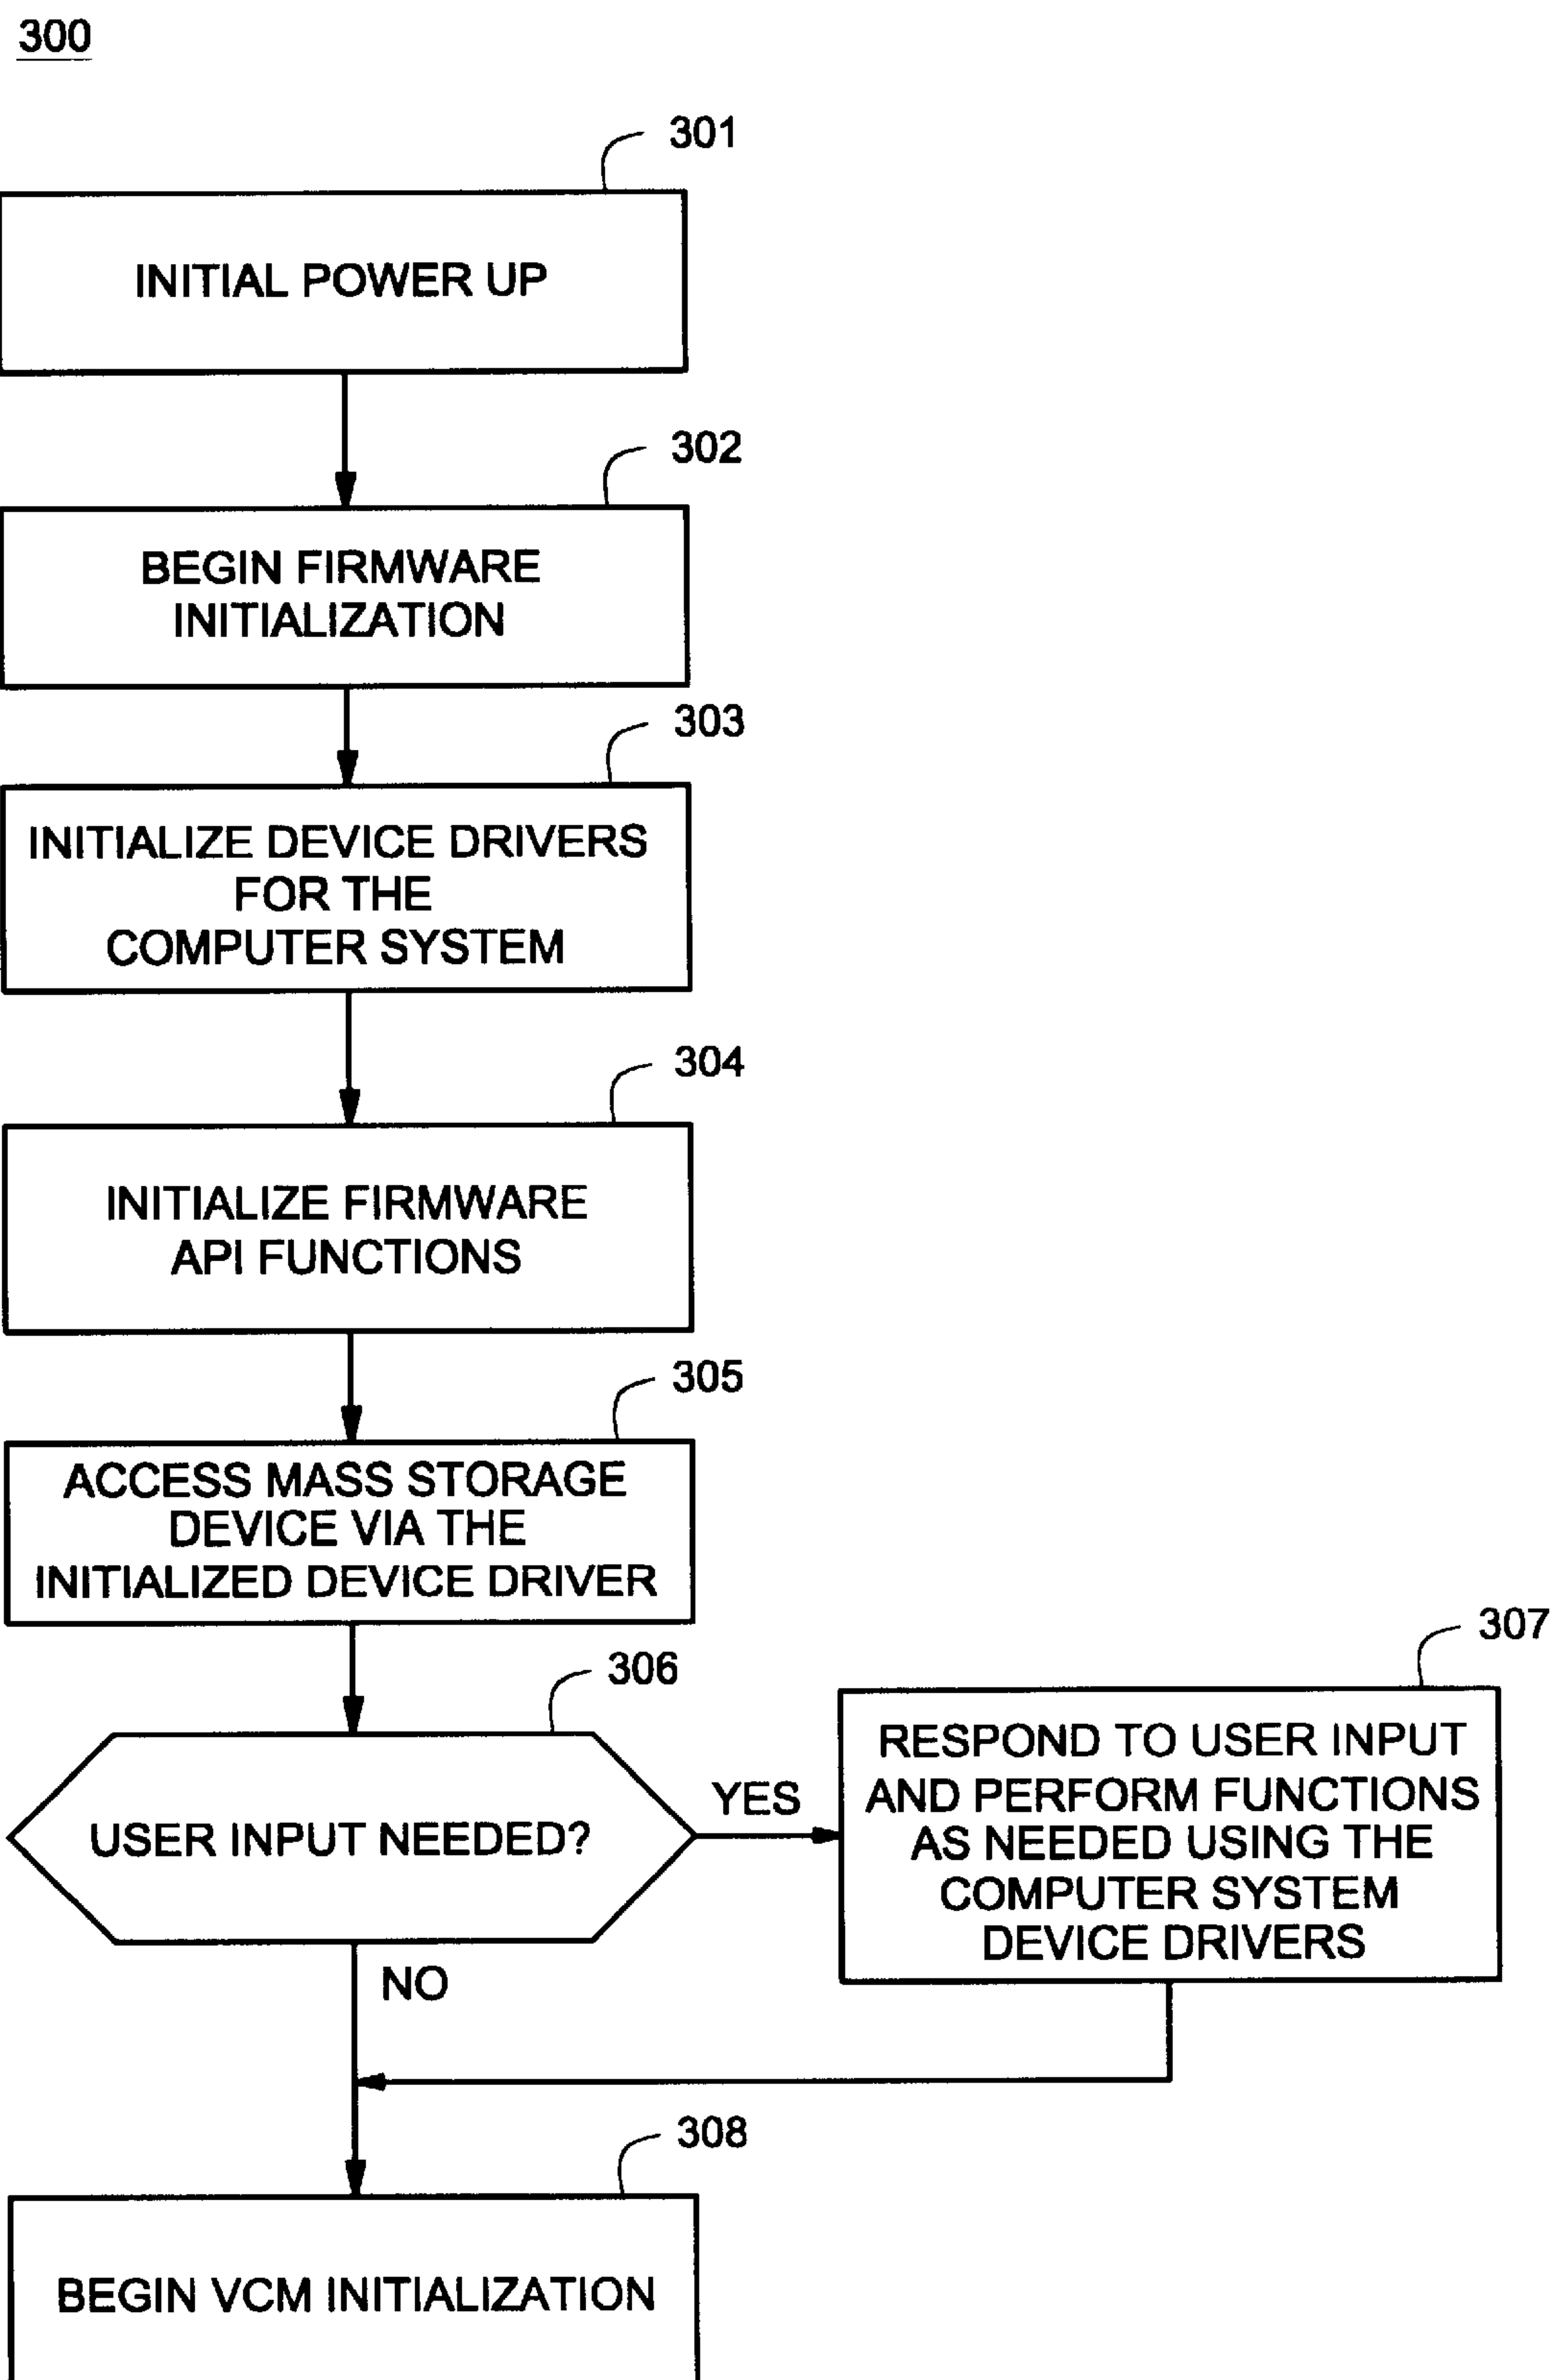 300
301
INITIAL POWER UP
302
BEGIN FIRMWARE
INITIALIZATION
303
INITIALIZE DEVICE DRIVERS
FOR THE
COMPUTER SYSTEM
304
INITIALIZE FIRMWARE
API FUNCTIONS
305
ACCESS MASS STORAGE
DEVICE VIA THE
INITIALIZED DEVICE DRIVER
306
USER INPUT NEEDED?
YES
307
RESPOND TO USER INPUT
AND PERFORM FUNCTIONS
AS NEEDED USING THE
COMPUTER SYSTEM
DEVICE DRIVERS
NO
308
BEGIN VCM INITIALIZATION